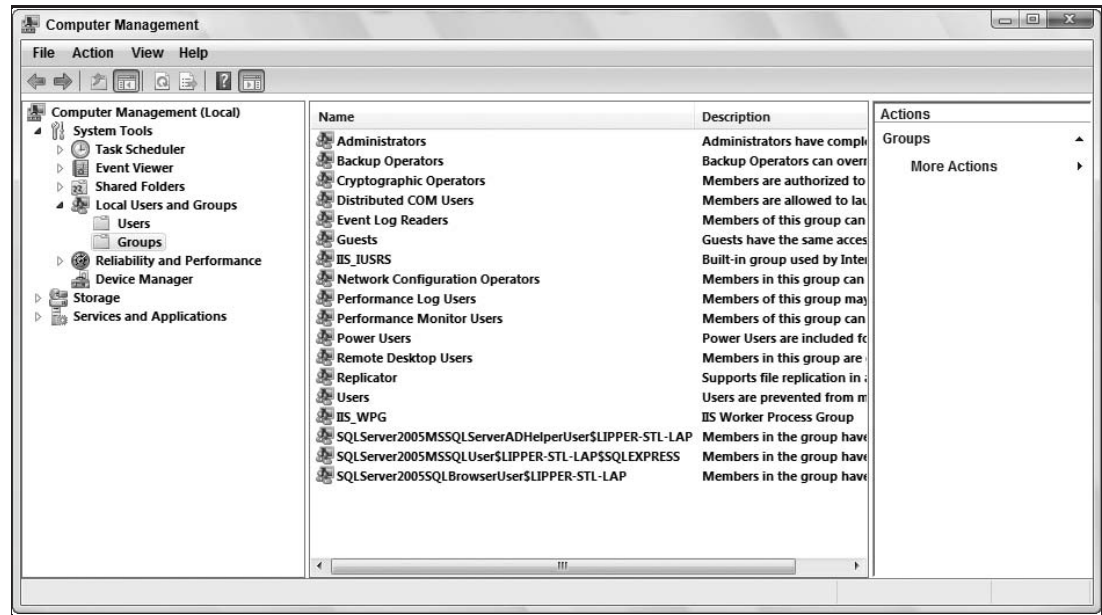 Computer Management
File Action View Help
Computer Management (Local)
System Tools
Task Scheduler
Event Viewer
Shared Folders
Local Users and Groups
Users
Groups
Reliability and Performance
Device Manager
Storage
Services and Applications
Name Description
Administrators Administrators have comple
Backup Operators Backup Operators can overr
Cryptographic Operators Members are authorized to
Distributed COM Users Members are allowed to lau
Event Log Readers Members of this group can
Guests Guests have the same acces
IIS_IUSRS Built-in group used by Inter
Network Configuration Operators Members in this group can
Performance Log Users Members of this group may
Performance Monitor Users Members of this group can
Power Users Power Users are included fo
Remote Desktop Users Members in this group are
Replicator Supports file replication in a
Users Users are prevented from m
IIS_WPG IIS Worker Process Group
SQLServer2005MSSQLServerADHelperUser$LIPPER-STL-LAP Members in the group have
SQLServer2005MSSQLUser$LIPPER-STL-LAP$SQLEXPRESS Members in the group have
SQLServer2005SQLBrowserUser$LIPPER-STL-LAP Members in the group have
Actions
Groups
More Actions